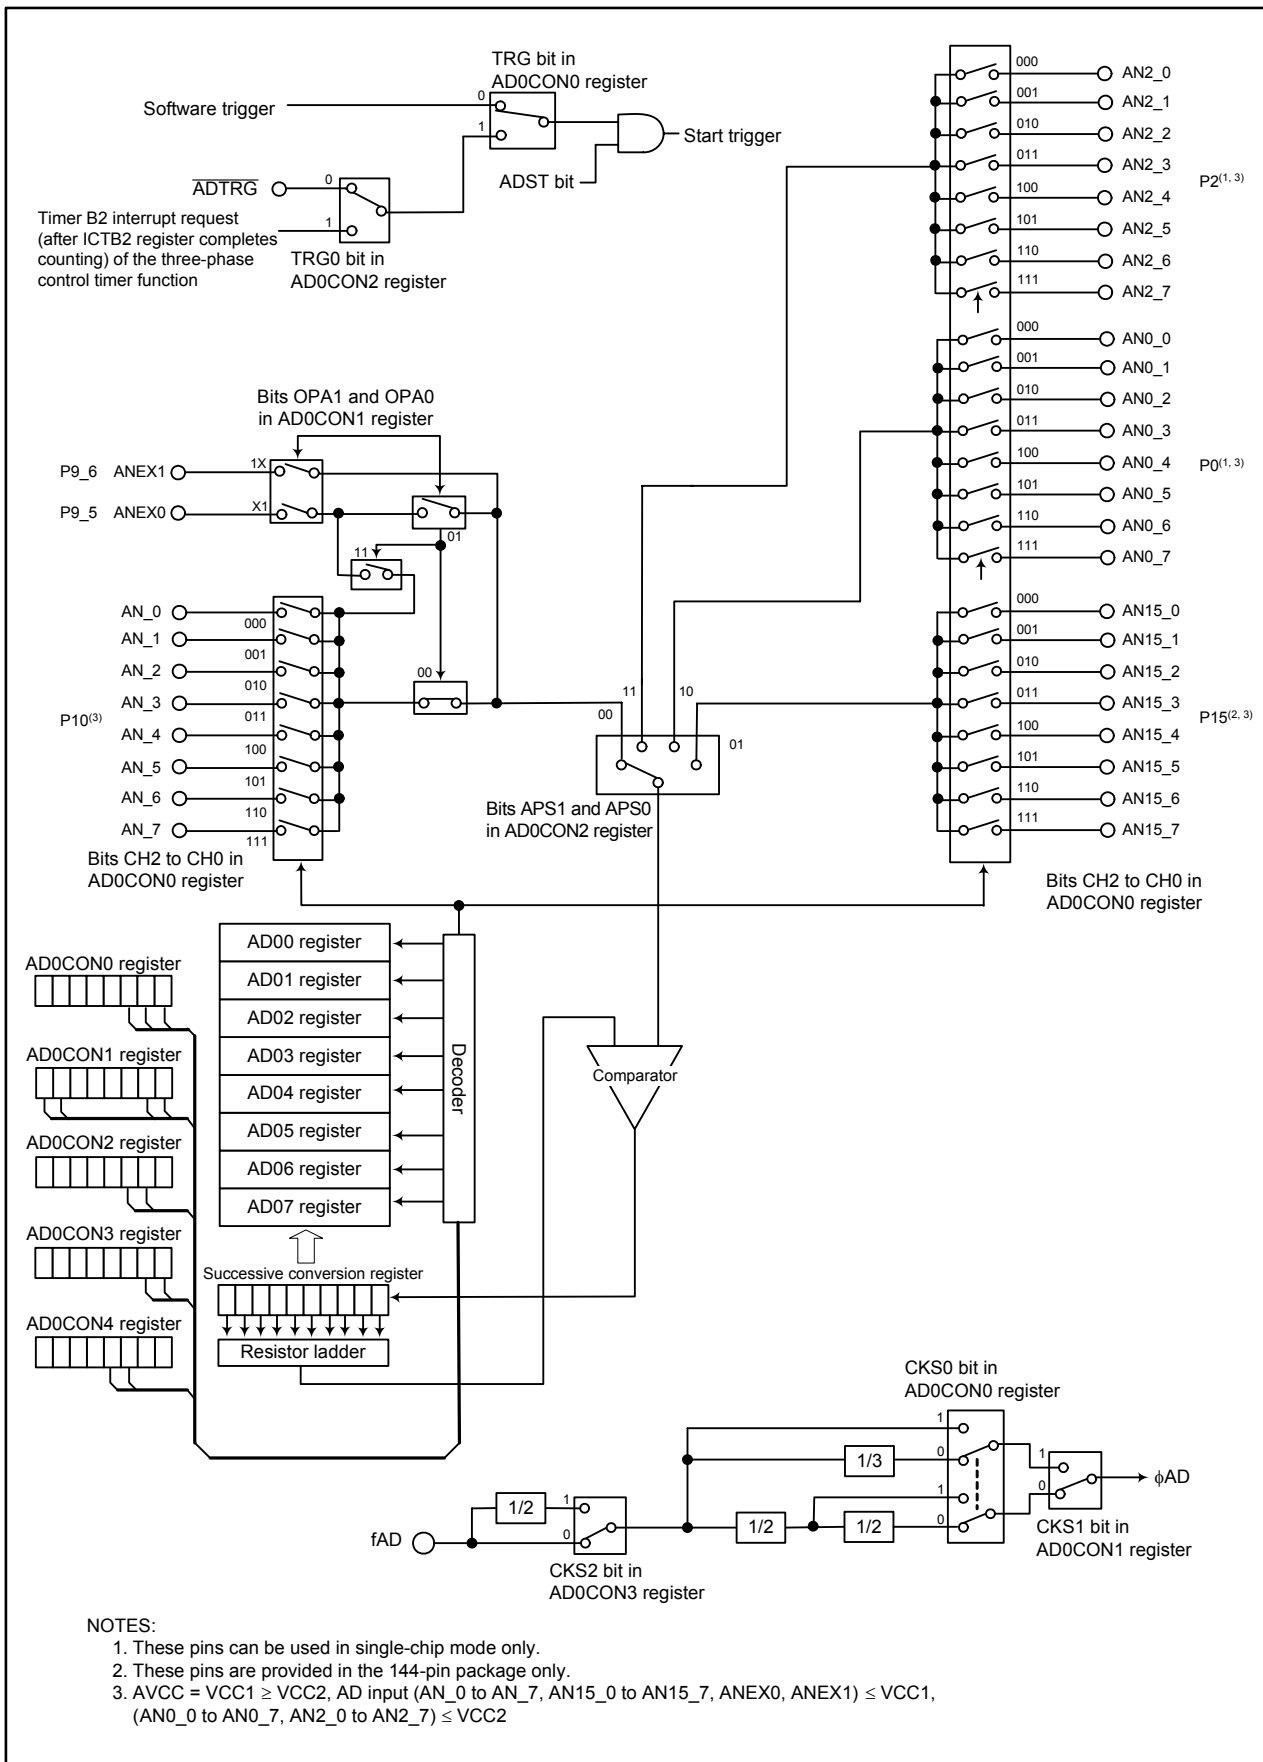 TRG bit in
AD0CON0 register
Software trigger
0
1
Start trigger
ADST bit
ADTRG
0
1
Timer B2 interrupt request
(after ICTB2 register completes
counting) of the three-phase
control timer function
TRG0 bit in
AD0CON2 register
000
AN2_0
001
AN2_1
010
AN2_2
011
AN2_3
100
AN2_4
101
AN2_5
110
AN2_6
111
AN2_7
P2(1, 3)
000
AN0_0
001
AN0_1
010
AN0_2
011
AN0_3
100
AN0_4
101
AN0_5
110
AN0_6
111
AN0_7
P0(1, 3)
000
AN15_0
001
AN15_1
010
AN15_2
011
AN15_3
100
AN15_4
101
AN15_5
110
AN15_6
111
AN15_7
P15(2, 3)
Bits CH2 to CH0 in
AD0CON0 register
Bits OPA1 and OPA0
in AD0CON1 register
P9_6 ANEX1
1X
P9_5 ANEX0
X1
01
11
00
AN_0
000
AN_1
001
AN_2
010
AN_3
011
AN_4
100
AN_5
101
AN_6
110
AN_7
111
P10(3)
Bits CH2 to CH0 in
AD0CON0 register
11
10
00
01
Bits APS1 and APS0
in AD0CON2 register
AD0CON0 register
AD0CON1 register
AD0CON2 register
AD0CON3 register
AD0CON4 register
AD00 register
AD01 register
AD02 register
AD03 register
AD04 register
AD05 register
AD06 register
AD07 register
Decoder
Comparator
Successive conversion register
Resistor ladder
CKS0 bit in
AD0CON0 register
1
0
1
0
1/3
1/2
1/2
1/2
fAD
1
0
CKS2 bit in
AD0CON3 register
1
0
ϕAD
CKS1 bit in
AD0CON1 register
NOTES:
1. These pins can be used in single-chip mode only.
2. These pins are provided in the 144-pin package only.
3. AVCC = VCC1 ≥ VCC2, AD input (AN_0 to AN_7, AN15_0 to AN15_7, ANEX0, ANEX1) ≤ VCC1,
(AN0_0 to AN0_7, AN2_0 to AN2_7) ≤ VCC2